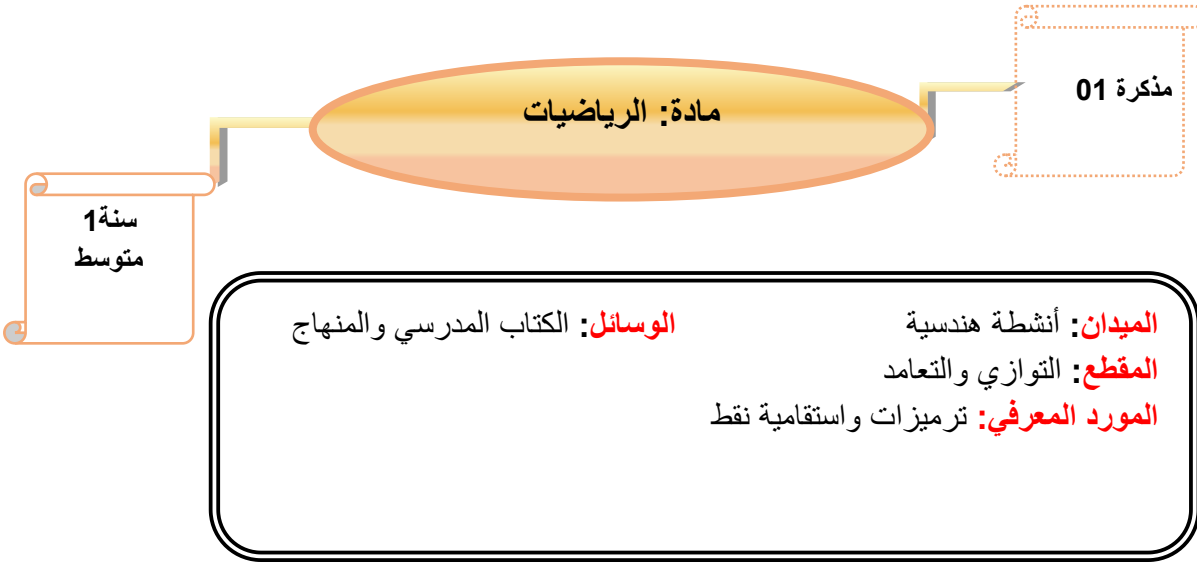 مذكرة 01
مادة: الرياضيات
سنة1
متوسط
الميدان: أنشطة هندسية الوسائل: الكتاب المدرسي والمنهاج
المقطع: التوازي والتعامد
المورد المعرفي: ترميزات واستقامية نقط